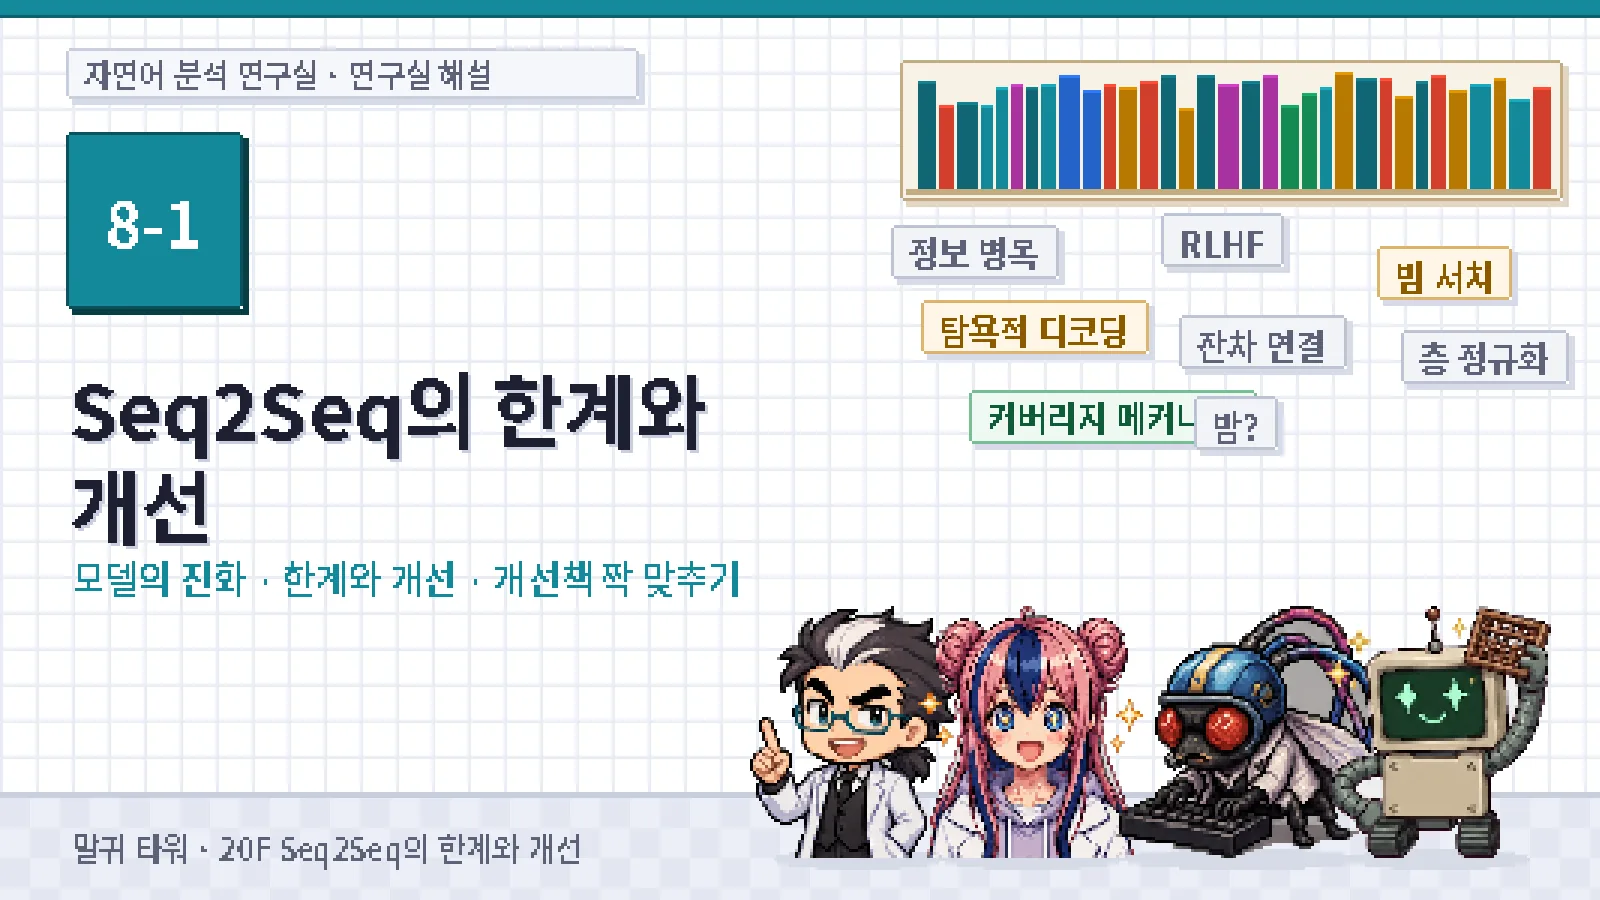 자연어 분석 연구실 · 연구실 해설
8-1
Seq2Seq의 한계와
개선
모델의 진화 · 한계와 개선 · 개선책 짝 맞추기
정보 병목
RLHF
빔 서치
탐욕적 디코딩
잔차 연결
층 정규화
커버리지 메커니
밤?
말귀 타워 · 20F Seq2Seq의 한계와 개선